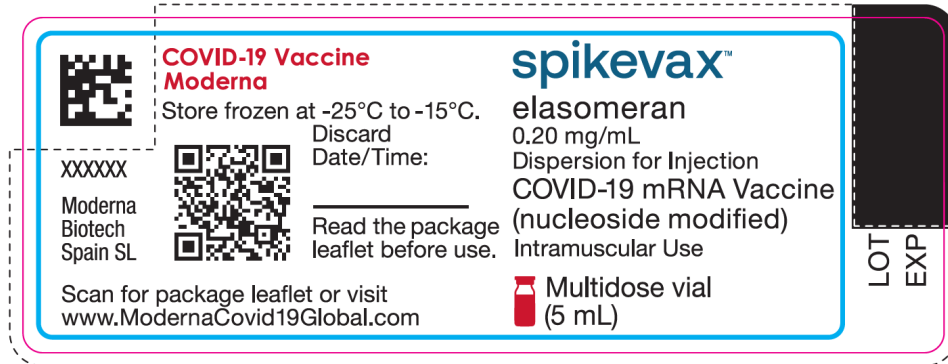 COVID-19 Vaccine
Moderna
Store frozen at -25°C to -15°C.
Discard
Date/Time:
XXXXXX
Moderna
Biotech
Spain SL
Read the package
leaflet before use.
Scan for package leaflet or visit
www.ModernaCovid19Global.com
spikevax™
elasomeran
0.20 mg/mL
Dispersion for Injection
COVID-19 mRNA Vaccine
(nucleoside modified)
Intramuscular Use
Multidose vial
(5 mL)
LOT
EXP